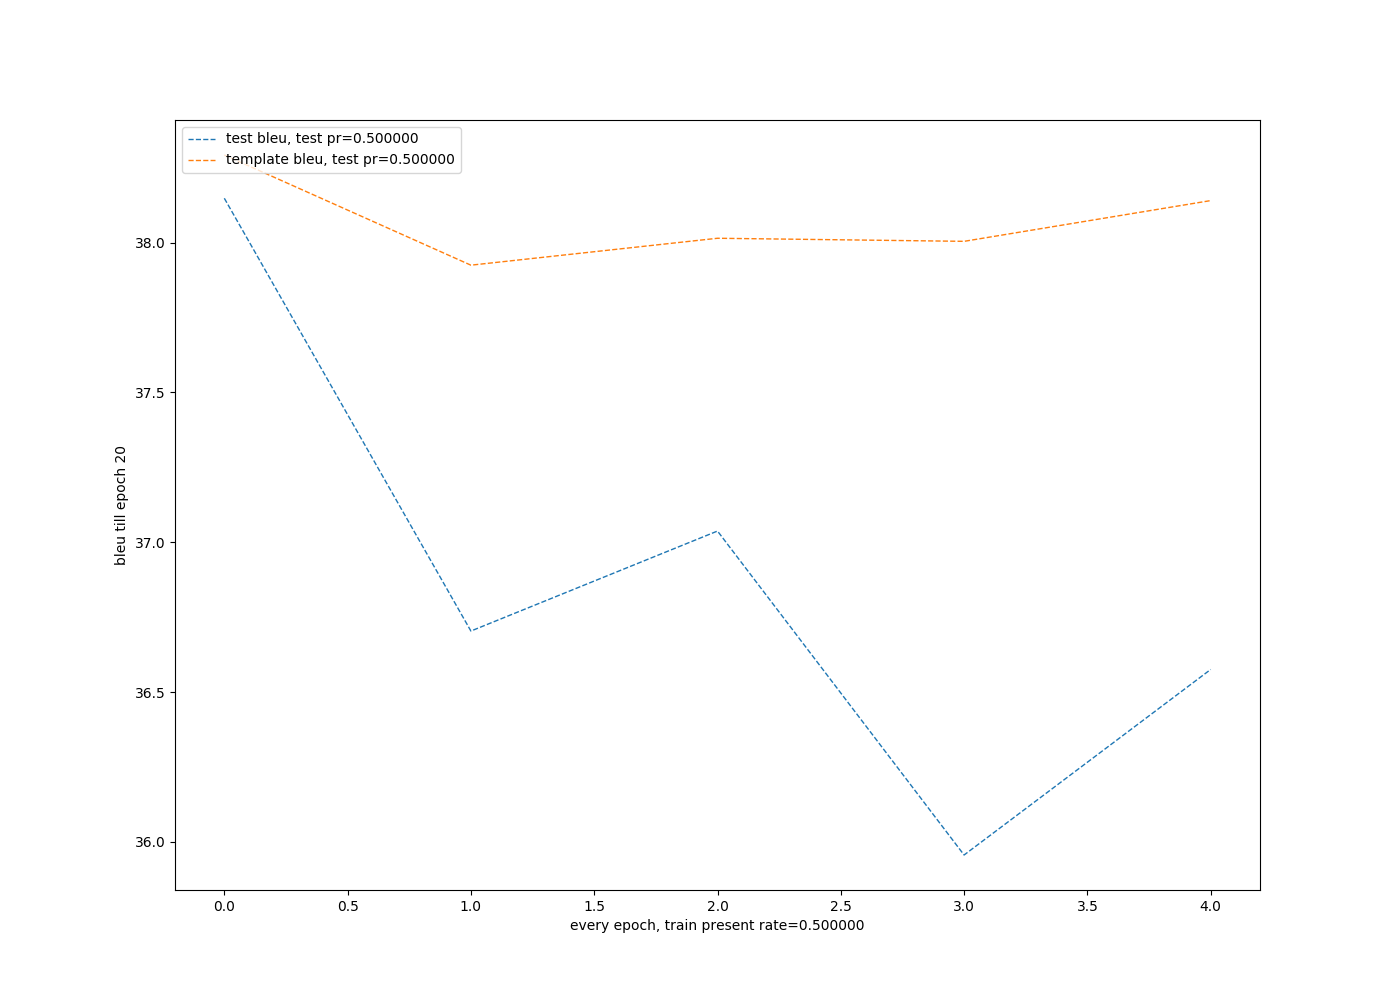 test bleu, test pr=0.500000
template bleu, test pr=0.500000
38.0
37.5
37.0
36.5
36.0
bleu till epoch 20
0.0 0.5 1.0 1.5 2.0 2.5 3.0 3.5 4.0
every epoch, train present rate=0.500000